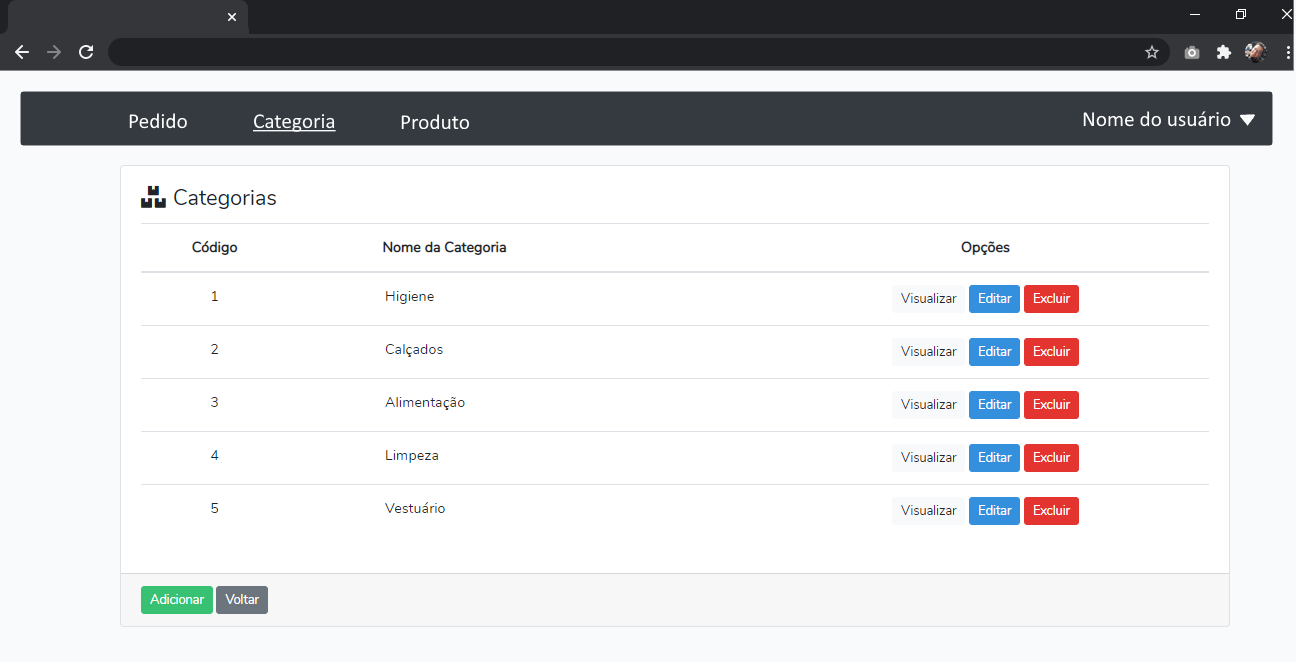 Pedido Categoria Produto Nome do usuário
Categorias
Código Nome da Categoria Opções
1 Higiene Visualizar Editar Excluir
2 Calçados Visualizar Editar Excluir
3 Alimentação Visualizar Editar Excluir
4 Limpeza Visualizar Editar Excluir
5 Vestuário Visualizar Editar Excluir
Adicionar Voltar